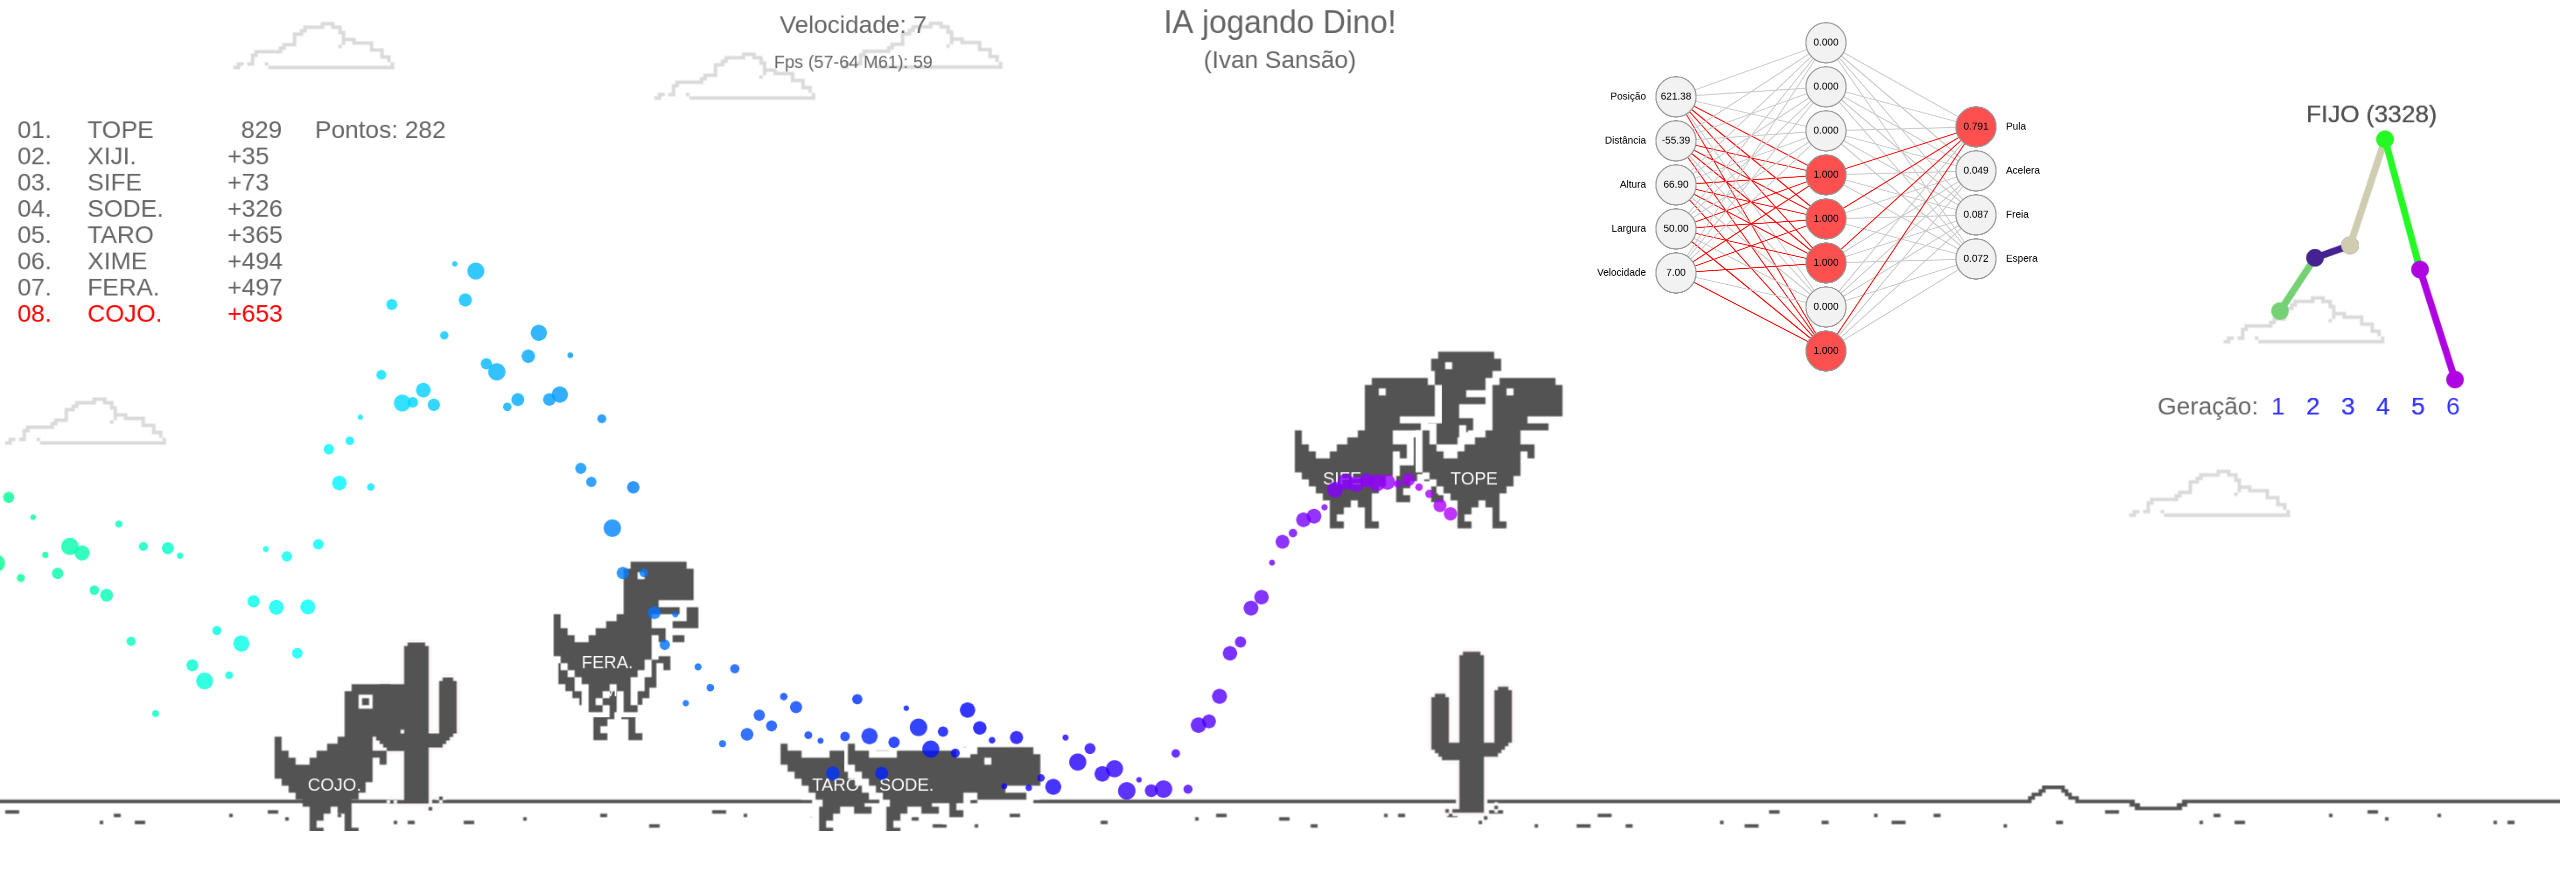 Velocidade: 7
Fps (57-64 M61): 59
IA jogando Dino!
(Ivan Sansão)
01. TOPE 829 Pontos: 282
02. XIJI. +35
03. SIFE +73
04. SODE. +326
05. TARO +365
06. XIME +494
07. FERA. +497
08. COJO. +653
0.000
0.000
0.000
1.000
1.000
1.000
0.000
1.000
Posição 621.38
Distância -55.39
Altura 66.90
Largura 50.00
Velocidade 7.00
0.791 Pula
0.049 Acelera
0.087 Freia
0.072 Espera
FIJO (3328)
Geração: 1 2 3 4 5 6
SIFE TOPE
FERA.
COJO. TARO SODE.